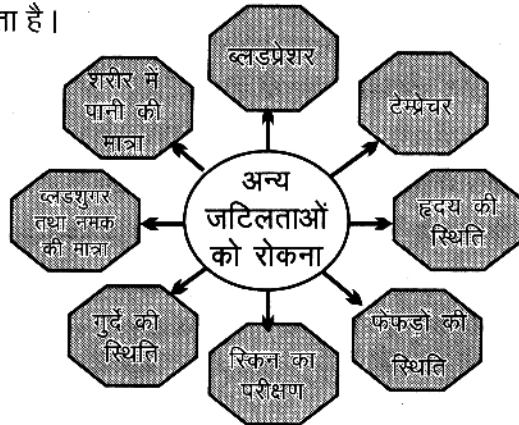 ता है।
ब्लडप्रेशर
टेम्प्रेचर
हृदय की
स्थिति
फेंफड़ों की
स्थिति
स्किन का
परीक्षण
गुर्दे की
स्थिति
ब्लडशुगर
तथा नमक
की मात्रा
शरीर में
पानी की
मात्रा
अन्य
जटिलताओं
को रोकना